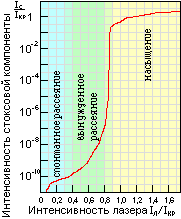 Интенсивность стоксовой компоненты
Iс
Iкр
1
10⁻²
10⁻⁴
10⁻⁶
10⁻⁸
10⁻¹⁰
спонтанное рассеяние
вынужденное
рассеяние
насыщение
0 0,2 0,4 0,6 0,8 1,0 1,2 1,4 1,6
Интенсивность лазера Iл/Iкр